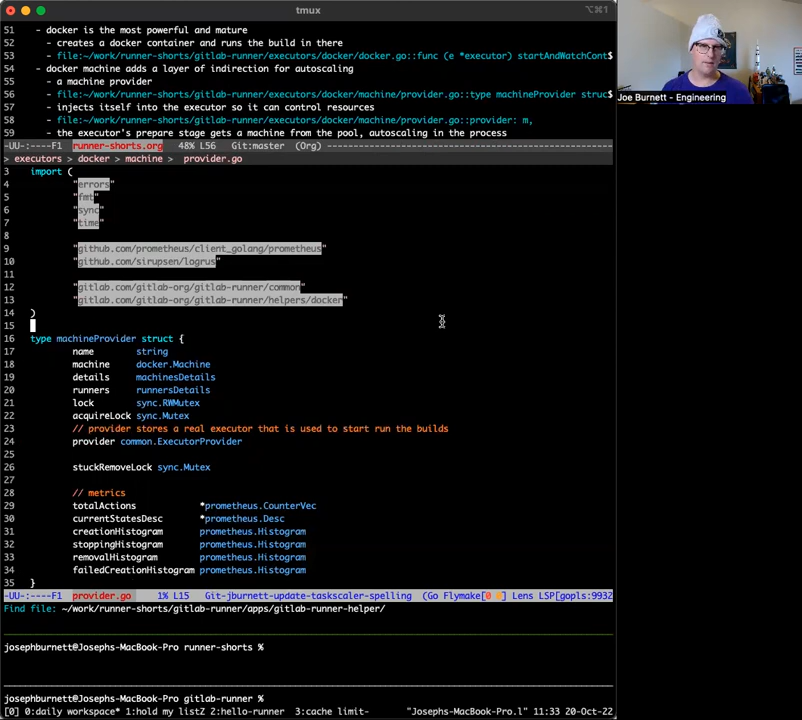 tmux
⌥⌘1
51 - docker is the most powerful and mature
52 - creates a docker container and runs the build in there
53 - file:~/work/runner-shorts/gitlab-runner/executors/docker/docker.go::func (e *executor) startAndWatchCont$
54 - docker machine adds a layer of indirection for autoscaling
55 - a machine provider
56 - file:~/work/runner-shorts/gitlab-runner/executors/docker/machine/provider.go::type machineProvider struc$
57 - injects itself into the executor so it can control resources
58 - file:~/work/runner-shorts/gitlab-runner/executors/docker/machine/provider.go::provider: m,
59 - the executor's prepare stage gets a machine from the pool, autoscaling in the process
-UU-:----F1 runner-shorts.org 48% L56 Git:master (Org) ------------------------------------------------
> executors > docker > machine > provider.go
3 import (
4 "errors"
5 "fmt"
6 "sync"
7 "time"
8
9 "github.com/prometheus/client_golang/prometheus"
10 "github.com/sirupsen/logrus"
11
12 "gitlab.com/gitlab-org/gitlab-runner/common"
13 "gitlab.com/gitlab-org/gitlab-runner/helpers/docker"
14 )
15
16 type machineProvider struct {
17 name string
18 machine docker.Machine
19 details machinesDetails
20 runners runnersDetails
21 lock sync.RWMutex
22 acquireLock sync.Mutex
23 // provider stores a real executor that is used to start run the builds
24 provider common.ExecutorProvider
25
26 stuckRemoveLock sync.Mutex
27
28 // metrics
29 totalActions *prometheus.CounterVec
30 currentStatesDesc *prometheus.Desc
31 creationHistogram prometheus.Histogram
32 stoppingHistogram prometheus.Histogram
33 removalHistogram prometheus.Histogram
34 failedCreationHistogram prometheus.Histogram
35 }
-UU-:----F1 provider.go 1% L15 Git-jburnett-update-taskscaler-spelling (Go Flymake[0 0] Lens LSP[gopls:9932
Find file: ~/work/runner-shorts/gitlab-runner/apps/gitlab-runner-helper/
josephburnett@Josephs-MacBook-Pro runner-shorts %
josephburnett@Josephs-MacBook-Pro gitlab-runner %
[0] 0:daily workspace* 1:hold my listZ 2:hello-runner 3:cache limit- "Josephs-MacBook-Pro.l" 11:33 20-Oct-22
Joe Burnett - Engineering